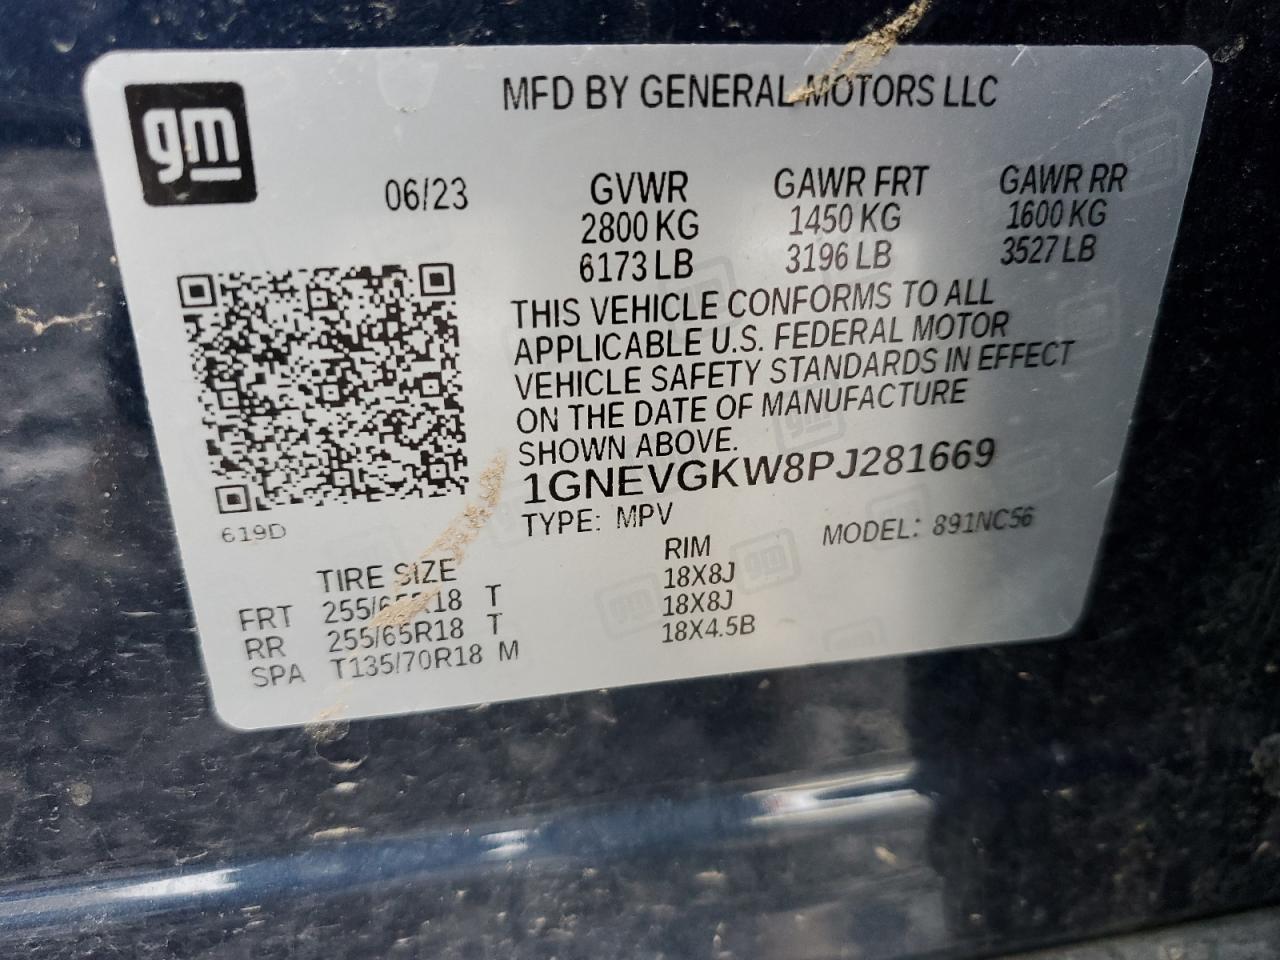 gm
MFD BY GENERAL MOTORS LLC
06/23
GVWR GAWR FRT GAWR RR
2800 KG 1450 KG 1600 KG
6173 LB 3196 LB 3527 LB
THIS VEHICLE CONFORMS TO ALL
APPLICABLE U.S. FEDERAL MOTOR
VEHICLE SAFETY STANDARDS IN EFFECT
ON THE DATE OF MANUFACTURE
SHOWN ABOVE.
1GNEVGKW8PJ281669
619D
TYPE: MPV MODEL: 891NC56
TIRE SIZE RIM
FRT 255/65R18 T 18X8J
RR 255/65R18 T 18X8J
SPA T135/70R18 M 18X4.5B